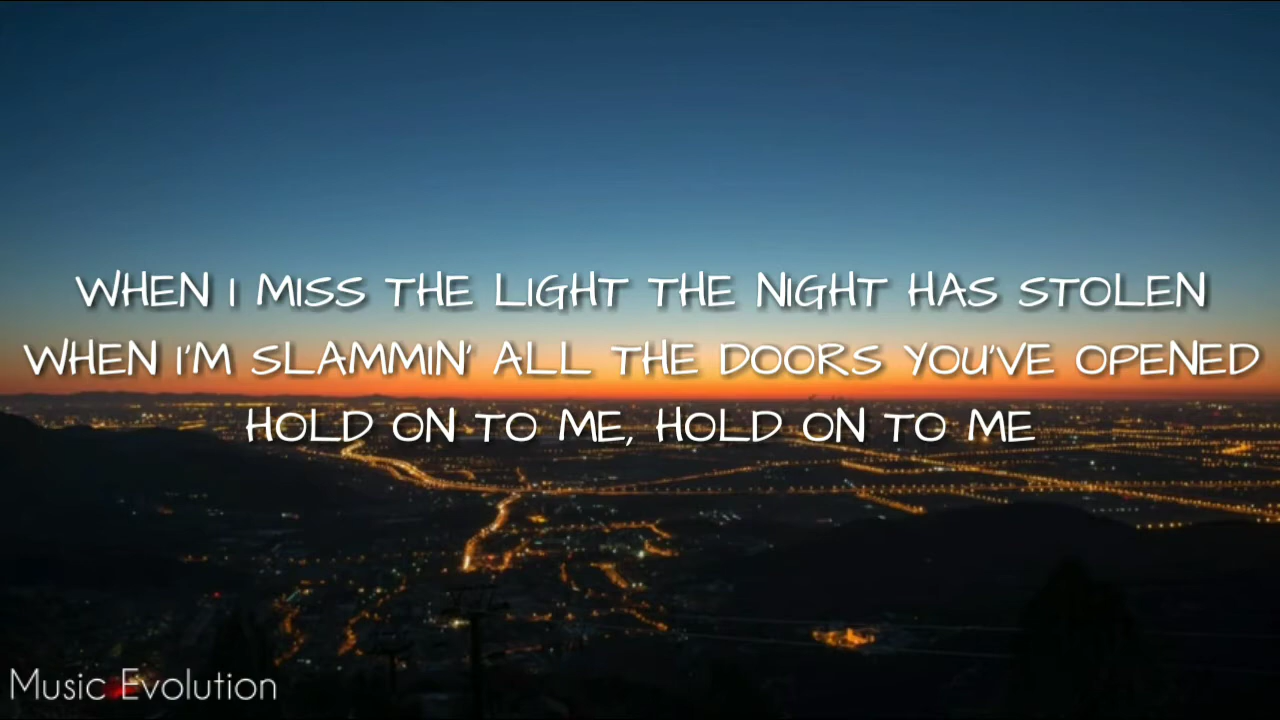 WHEN I MISS THE LIGHT THE NIGHT HAS STOLEN
WHEN I'M SLAMMIN' ALL THE DOORS YOU'VE OPENED
HOLD ON TO ME, HOLD ON TO ME
Music Evolution